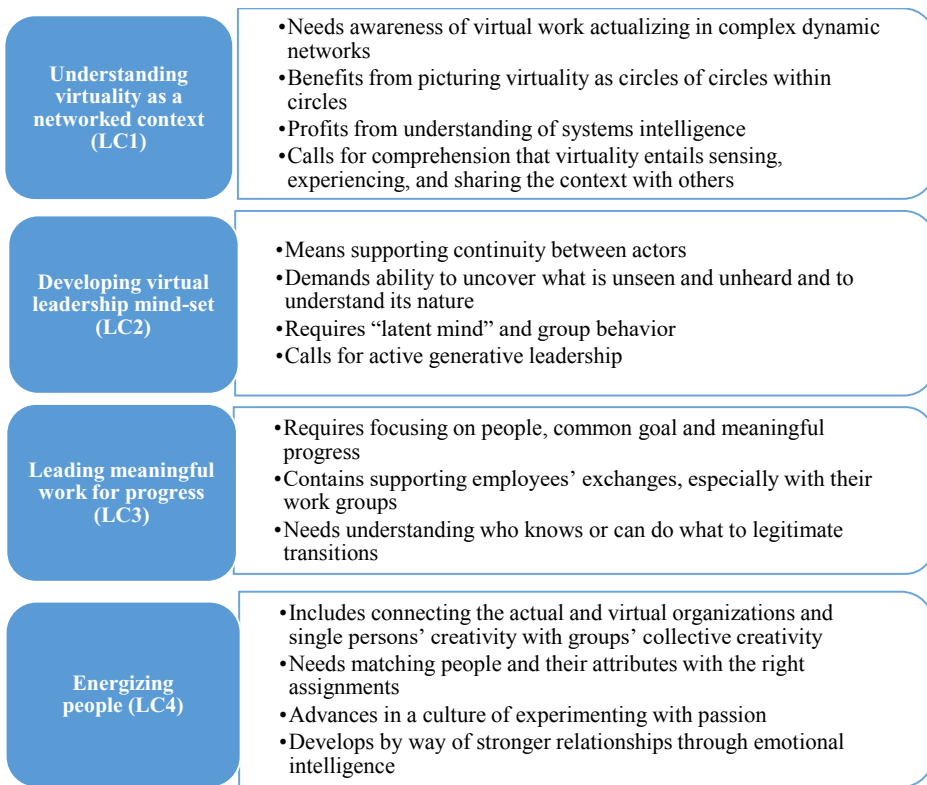 Understanding
virtuality as a
networked context
(LC1)
•Needs awareness of virtual work actualizing in complex dynamic
networks
•Benefits from picturing virtuality as circles of circles within
circles
•Profits from understanding of systems intelligence
•Calls for comprehension that virtuality entails sensing,
experiencing, and sharing the context with others
Developing virtual
leadership mind-set
(LC2)
•Means supporting continuity between actors
•Demands ability to uncover what is unseen and unheard and to
understand its nature
•Requires “latent mind” and group behavior
•Calls for active generative leadership
Leading meaningful
work for progress
(LC3)
•Requires focusing on people, common goal and meaningful
progress
•Contains supporting employees’ exchanges, especially with their
work groups
•Needs understanding who knows or can do what to legitimate
transitions
Energizing
people (LC4)
•Includes connecting the actual and virtual organizations and
single persons’ creativity with groups’ collective creativity
•Needs matching people and their attributes with the right
assignments
•Advances in a culture of experimenting with passion
•Develops by way of stronger relationships through emotional
intelligence